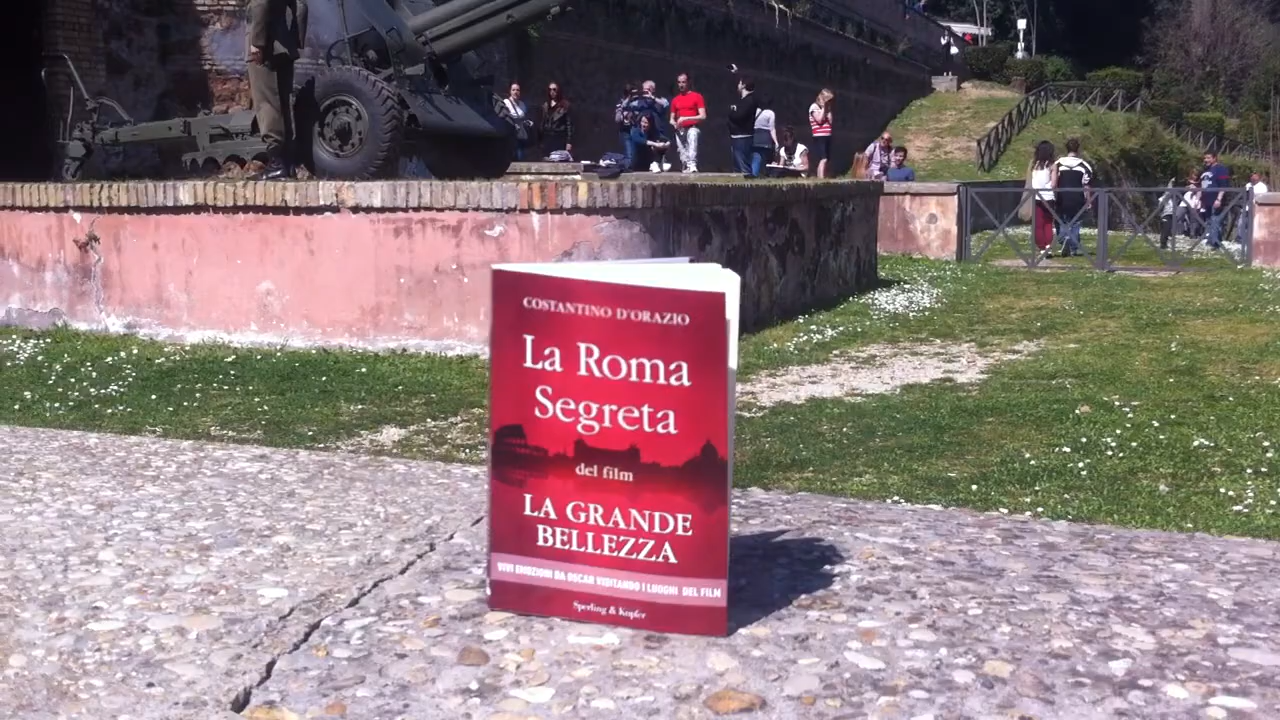 COSTANTINO D'ORAZIO
La Roma
Segreta
del film
LA GRANDE
BELLEZZA
VIVI EMOZIONI DA OSCAR VISITANDO I LUOGHI DEL FILM
Sperling & Kupfer